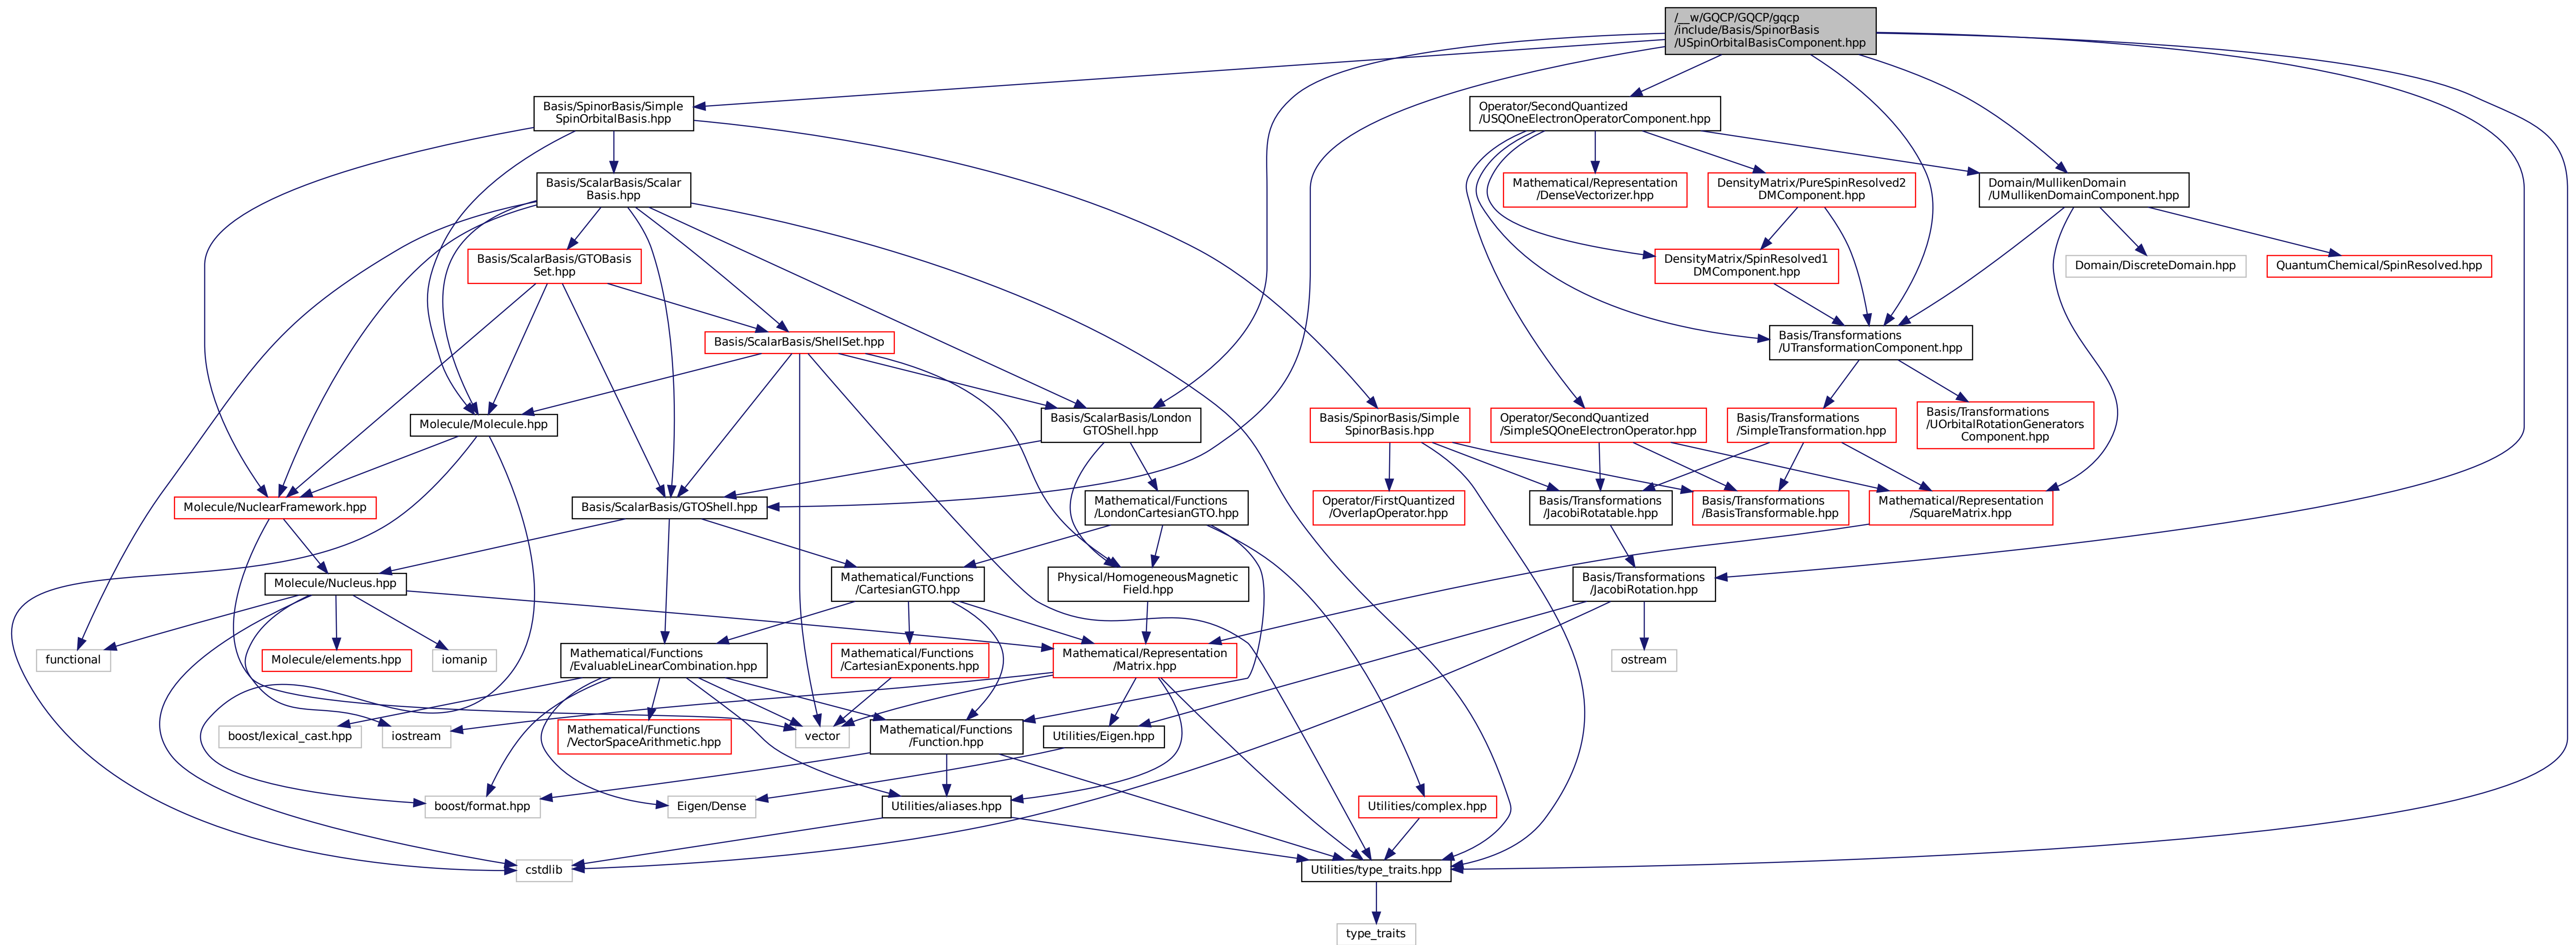 /__w/GQCP/GQCP/gqcp
/include/Basis/SpinorBasis
/USpinOrbitalBasisComponent.hpp
Basis/SpinorBasis/Simple
SpinOrbitalBasis.hpp
Operator/SecondQuantized
/USQOneElectronOperatorComponent.hpp
Basis/ScalarBasis/Scalar
Basis.hpp
Mathematical/Representation
/DenseVectorizer.hpp
DensityMatrix/PureSpinResolved2
DMComponent.hpp
Domain/MullikenDomain
/UMullikenDomainComponent.hpp
Basis/ScalarBasis/GTOBasis
Set.hpp
DensityMatrix/SpinResolved1
DMComponent.hpp
Domain/DiscreteDomain.hpp
QuantumChemical/SpinResolved.hpp
Basis/ScalarBasis/ShellSet.hpp
Basis/Transformations
/UTransformationComponent.hpp
Molecule/Molecule.hpp
Basis/ScalarBasis/London
GTOShell.hpp
Basis/SpinorBasis/Simple
SpinorBasis.hpp
Operator/SecondQuantized
/SimpleSQOneElectronOperator.hpp
Basis/Transformations
/SimpleTransformation.hpp
Basis/Transformations
/UOrbitalRotationGenerators
Component.hpp
Molecule/NuclearFramework.hpp
Basis/ScalarBasis/GTOShell.hpp
Mathematical/Functions
/LondonCartesianGTO.hpp
Operator/FirstQuantized
/OverlapOperator.hpp
Basis/Transformations
/JacobiRotatable.hpp
Basis/Transformations
/BasisTransformable.hpp
Mathematical/Representation
/SquareMatrix.hpp
Molecule/Nucleus.hpp
Mathematical/Functions
/CartesianGTO.hpp
Physical/HomogeneousMagnetic
Field.hpp
Basis/Transformations
/JacobiRotation.hpp
functional
Molecule/elements.hpp
iomanip
Mathematical/Functions
/EvaluableLinearCombination.hpp
Mathematical/Functions
/CartesianExponents.hpp
Mathematical/Representation
/Matrix.hpp
ostream
boost/lexical_cast.hpp
iostream
Mathematical/Functions
/VectorSpaceArithmetic.hpp
vector
Mathematical/Functions
/Function.hpp
Utilities/Eigen.hpp
boost/format.hpp
Eigen/Dense
Utilities/aliases.hpp
Utilities/complex.hpp
cstdlib
Utilities/type_traits.hpp
type_traits